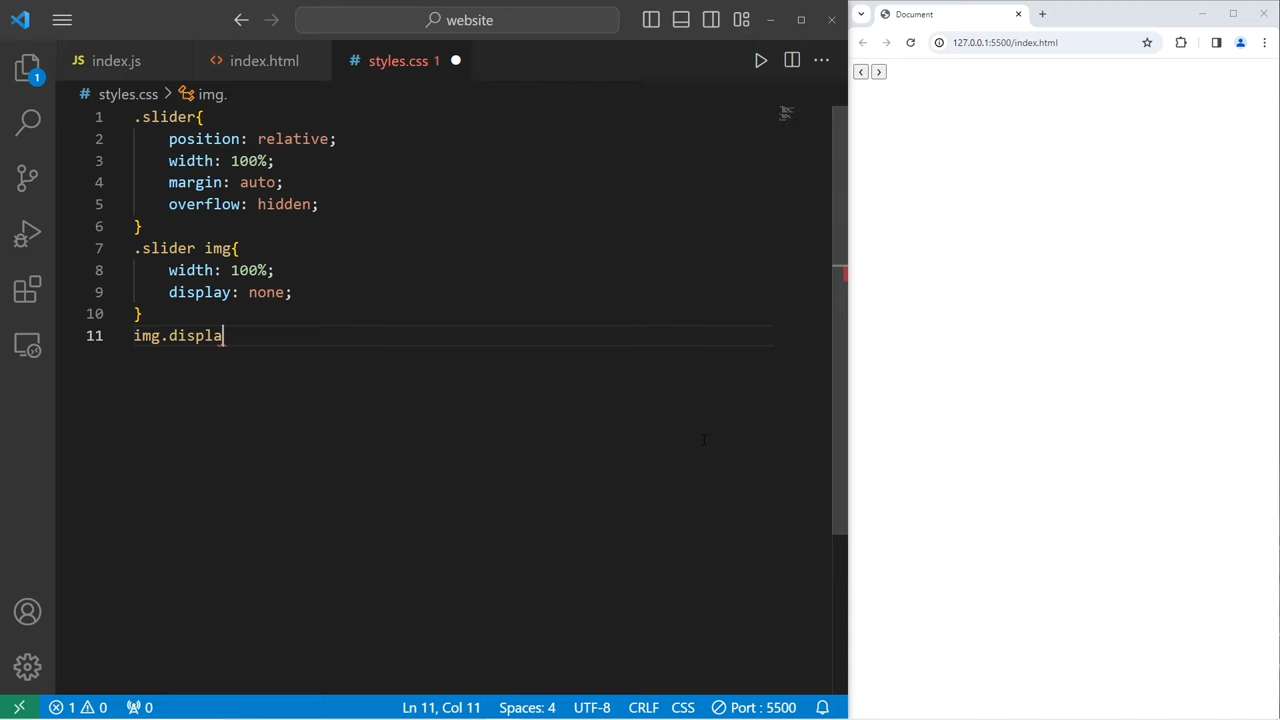 website
index.js
index.html
styles.css 1
styles.css > img.
1 .slider{
2 position: relative;
3 width: 100%;
4 margin: auto;
5 overflow: hidden;
6 }
7 .slider img{
8 width: 100%;
9 display: none;
10 }
11 img.displa
1
1 0 0
Ln 11, Col 11
Spaces: 4
UTF-8
CRLF
CSS
Port : 5500
Document
127.0.0.1:5500/index.html
‹ ›